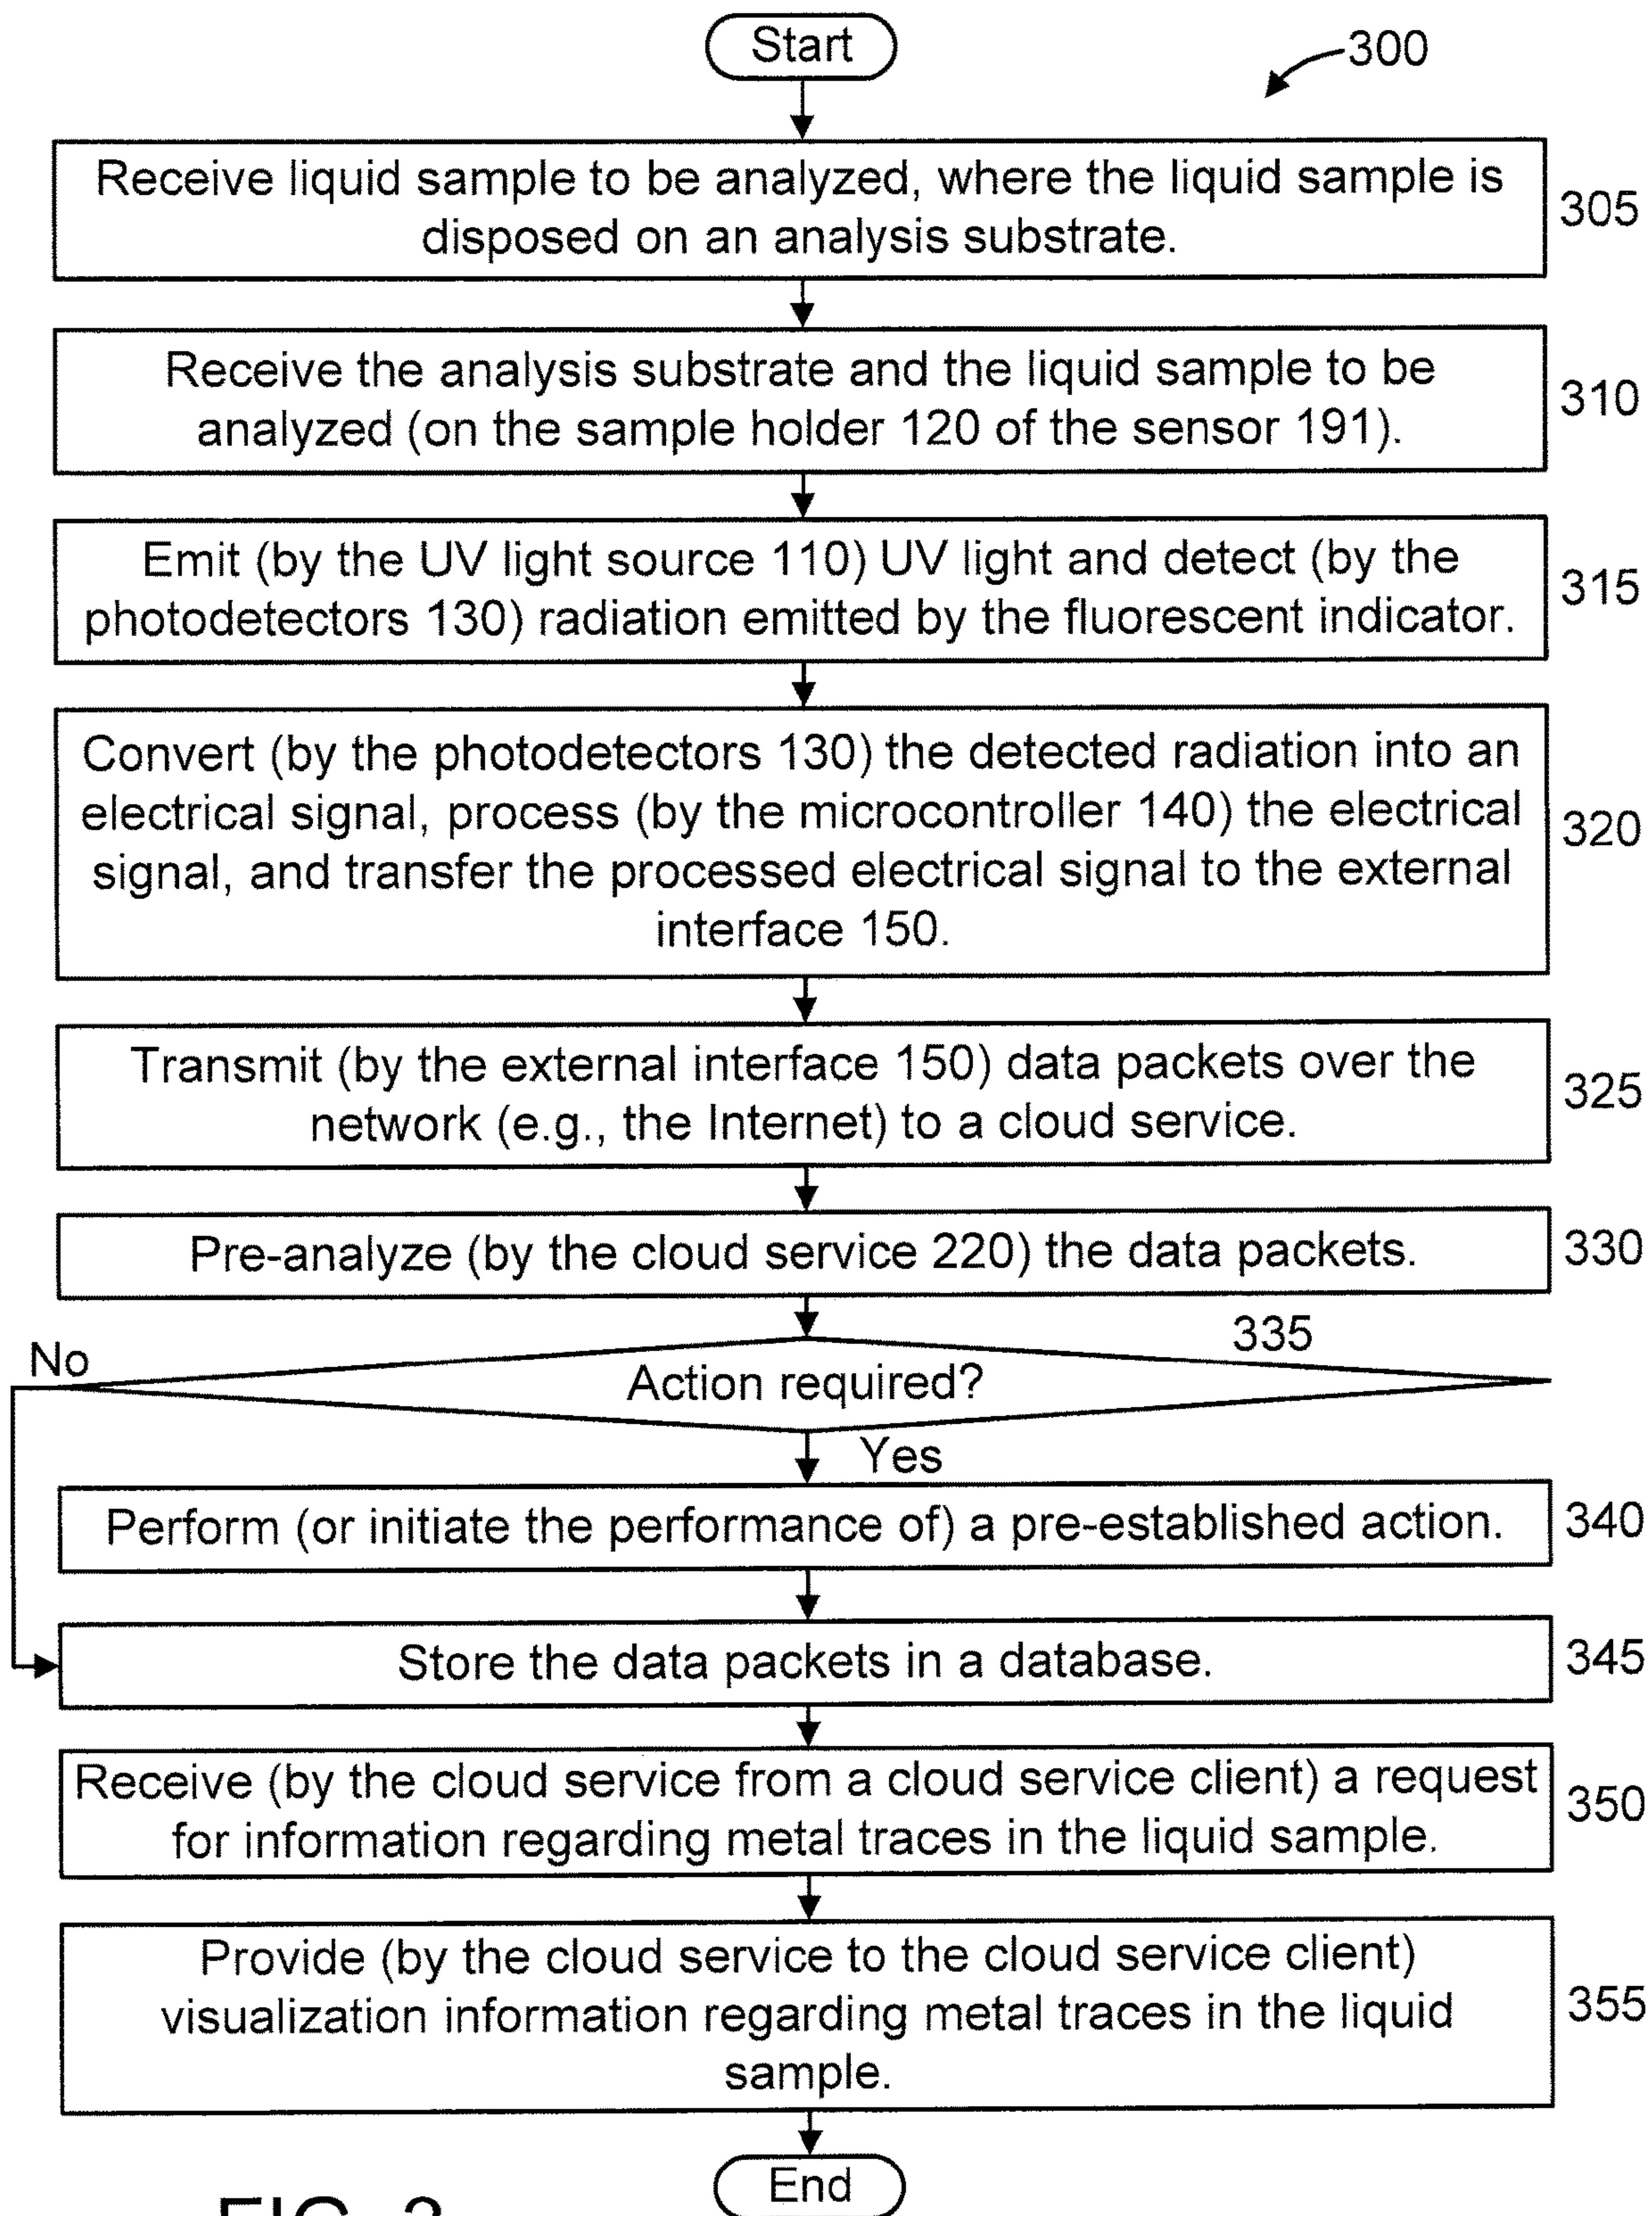 Start
300
Receive liquid sample to be analyzed, where the liquid sample is
disposed on an analysis substrate.
305
Receive the analysis substrate and the liquid sample to be
analyzed (on the sample holder 120 of the sensor 191).
310
Emit (by the UV light source 110) UV light and detect (by the
photodetectors 130) radiation emitted by the fluorescent indicator.
315
Convert (by the photodetectors 130) the detected radiation into an
electrical signal, process (by the microcontroller 140) the electrical
signal, and transfer the processed electrical signal to the external
interface 150.
320
Transmit (by the external interface 150) data packets over the
network (e.g., the Internet) to a cloud service.
325
Pre-analyze (by the cloud service 220) the data packets.
330
335
No
Action required?
Yes
Perform (or initiate the performance of) a pre-established action.
340
Store the data packets in a database.
345
Receive (by the cloud service from a cloud service client) a request
for information regarding metal traces in the liquid sample.
350
Provide (by the cloud service to the cloud service client)
visualization information regarding metal traces in the liquid
sample.
355
End